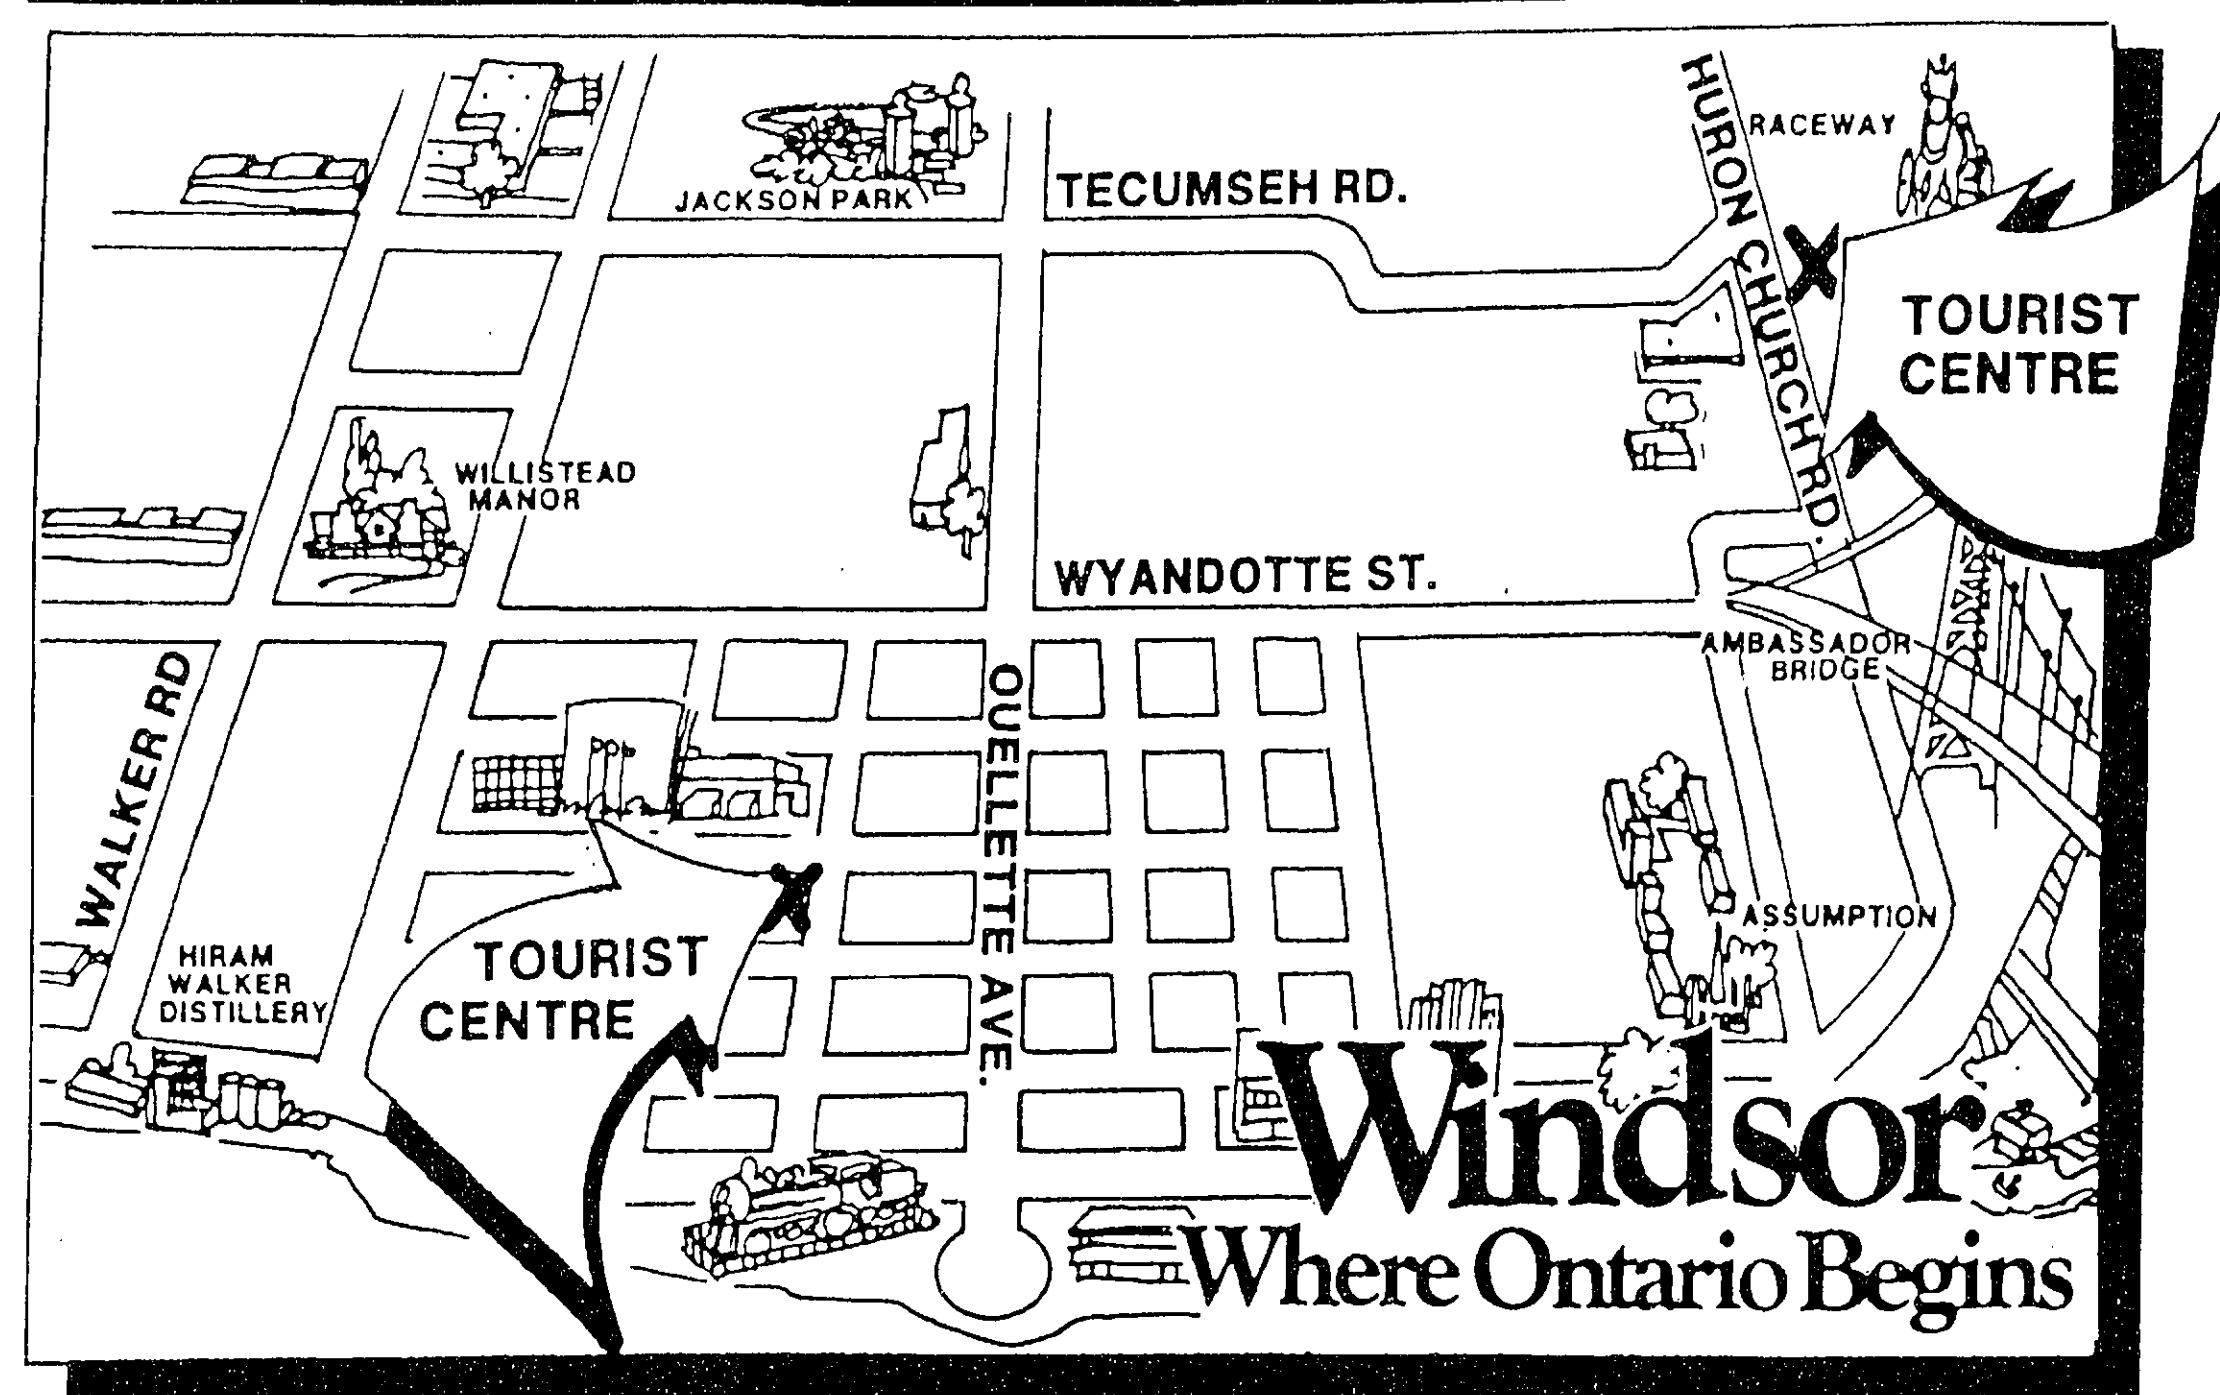 HURON CHURCH RD.
RACEWAY
JACKSON PARK
TECUMSEH RD.
TOURIST
CENTRE
WILLISTEAD
MANOR
WYANDOTTE ST.
AMBASSADOR
BRIDGE
WALKER RD
OUELLETTE AVE.
ASSUMPTION
HIRAM
WALKER
DISTILLERY
TOURIST
CENTRE
Windsor
Where Ontario Begins